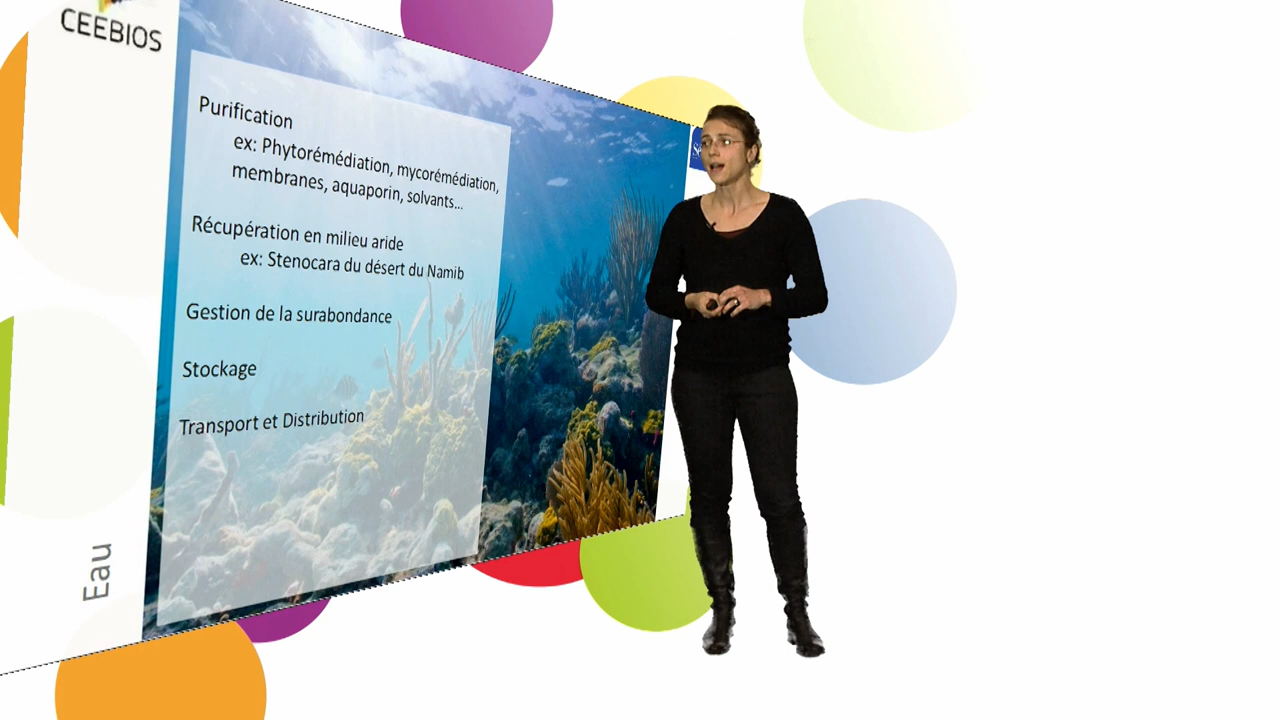 CEEBIOS
Purification
ex: Phytorémédiation, mycorémédiation,
membranes, aquaporin, solvants...
Récupération en milieu aride
ex: Stenocara du désert du Namib
Gestion de la surabondance
Stockage
Transport et Distribution
Eau